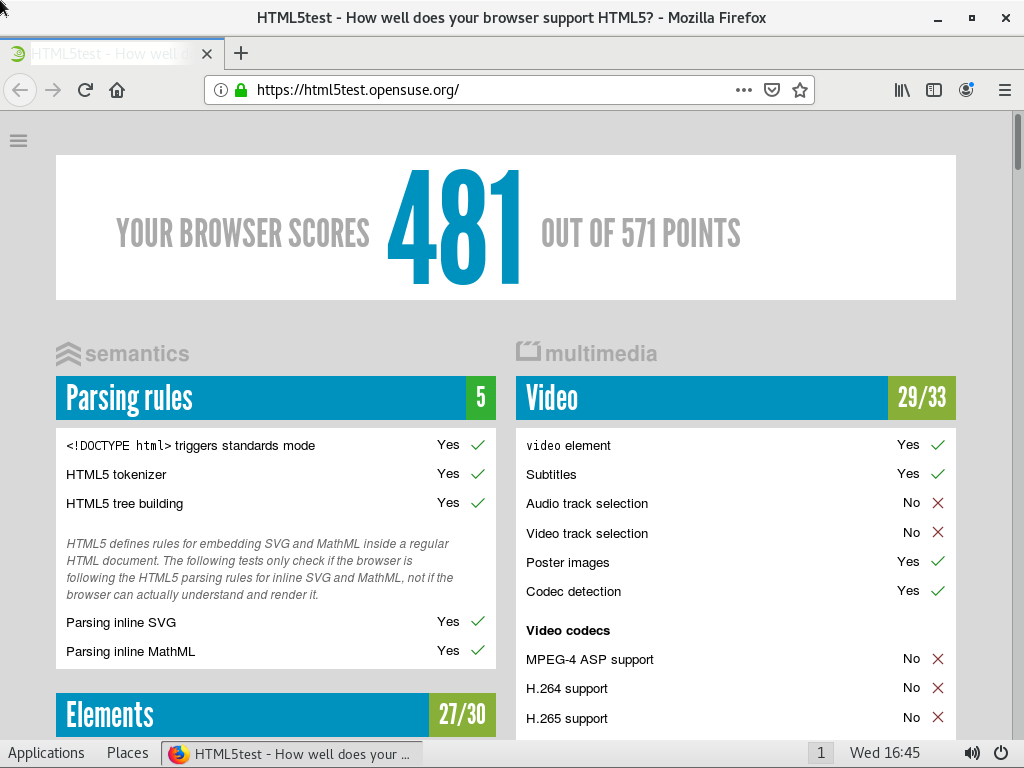 HTML5test - How well does your browser support HTML5? - Mozilla Firefox
HTML5test - How well d
https://html5test.opensuse.org/
YOUR BROWSER SCORES 481 OUT OF 571 POINTS
semantics
Parsing rules 5
<!DOCTYPE html> triggers standards mode Yes
HTML5 tokenizer Yes
HTML5 tree building Yes
HTML5 defines rules for embedding SVG and MathML inside a regular
HTML document. The following tests only check if the browser is
following the HTML5 parsing rules for inline SVG and MathML, not if the
browser can actually understand and render it.
Parsing inline SVG Yes
Parsing inline MathML Yes
Elements 27/30
multimedia
Video 29/33
video element Yes
Subtitles Yes
Audio track selection No
Video track selection No
Poster images Yes
Codec detection Yes
Video codecs
MPEG-4 ASP support No
H.264 support No
H.265 support No
Applications Places HTML5test - How well does your ... 1 Wed 16:45